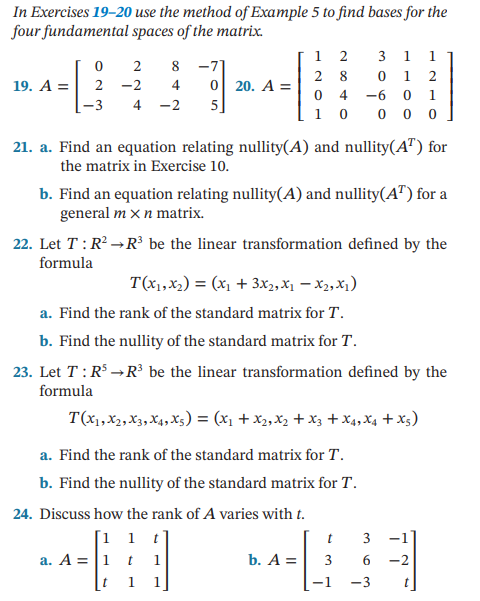 In Exercises 19–20 use the method of Example 5 to find bases for the
four fundamental spaces of the matrix.
19. A = [ 0 2 8 −7 ] 20. A = [ 1 2 3 1 1 ]
[ 2 −2 4 0 ] [ 2 8 0 1 2 ]
[ −3 4 −2 5 ] [ 0 4 −6 0 1 ]
[ 1 0 0 0 0 ]
21. a. Find an equation relating nullity(A) and nullity(Aᵀ) for
the matrix in Exercise 10.
b. Find an equation relating nullity(A) and nullity(Aᵀ) for a
general m × n matrix.
22. Let T : R² → R³ be the linear transformation defined by the
formula
T(x₁, x₂) = (x₁ + 3x₂, x₁ − x₂, x₁)
a. Find the rank of the standard matrix for T.
b. Find the nullity of the standard matrix for T.
23. Let T : R⁵ → R³ be the linear transformation defined by the
formula
T(x₁, x₂, x₃, x₄, x₅) = (x₁ + x₂, x₂ + x₃ + x₄, x₄ + x₅)
a. Find the rank of the standard matrix for T.
b. Find the nullity of the standard matrix for T.
24. Discuss how the rank of A varies with t.
a. A = [ 1 1 t ] b. A = [ t 3 −1 ]
[ 1 t 1 ] [ 3 6 −2 ]
[ t 1 1 ] [ −1 −3 t ]